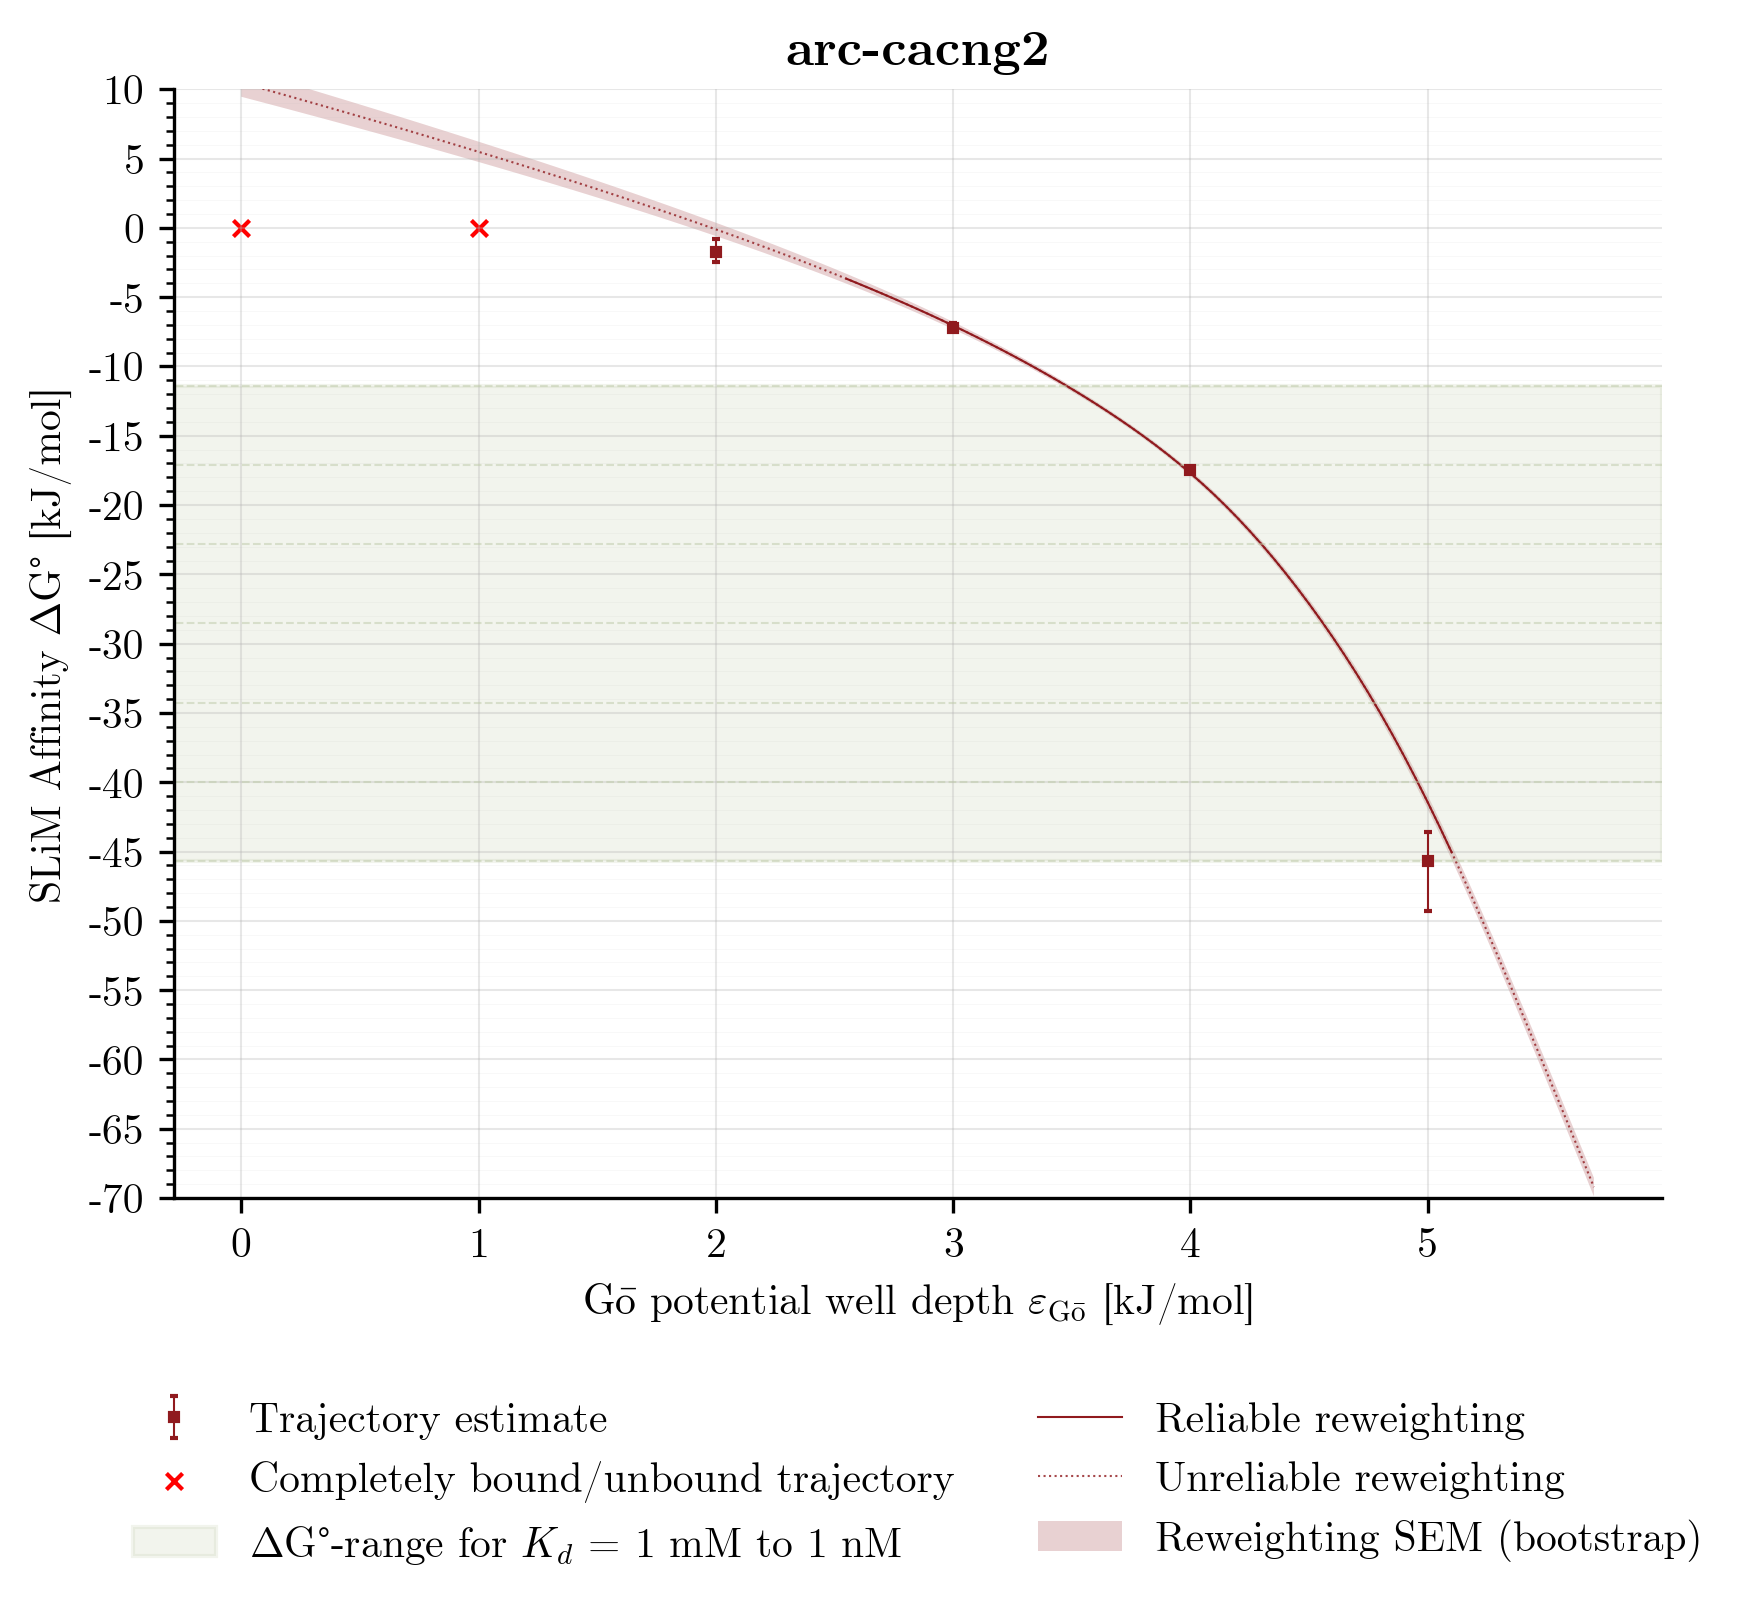 arc-cacng2
10
5
0
-5
-10
-15
-20
-25
-30
-35
-40
-45
-50
-55
-60
-65
-70
SLiM Affinity ΔG° [kJ/mol]
0 1 2 3 4 5
Gō potential well depth εGō [kJ/mol]
Trajectory estimate
Completely bound/unbound trajectory
ΔG°-range for Kd = 1 mM to 1 nM
Reliable reweighting
Unreliable reweighting
Reweighting SEM (bootstrap)